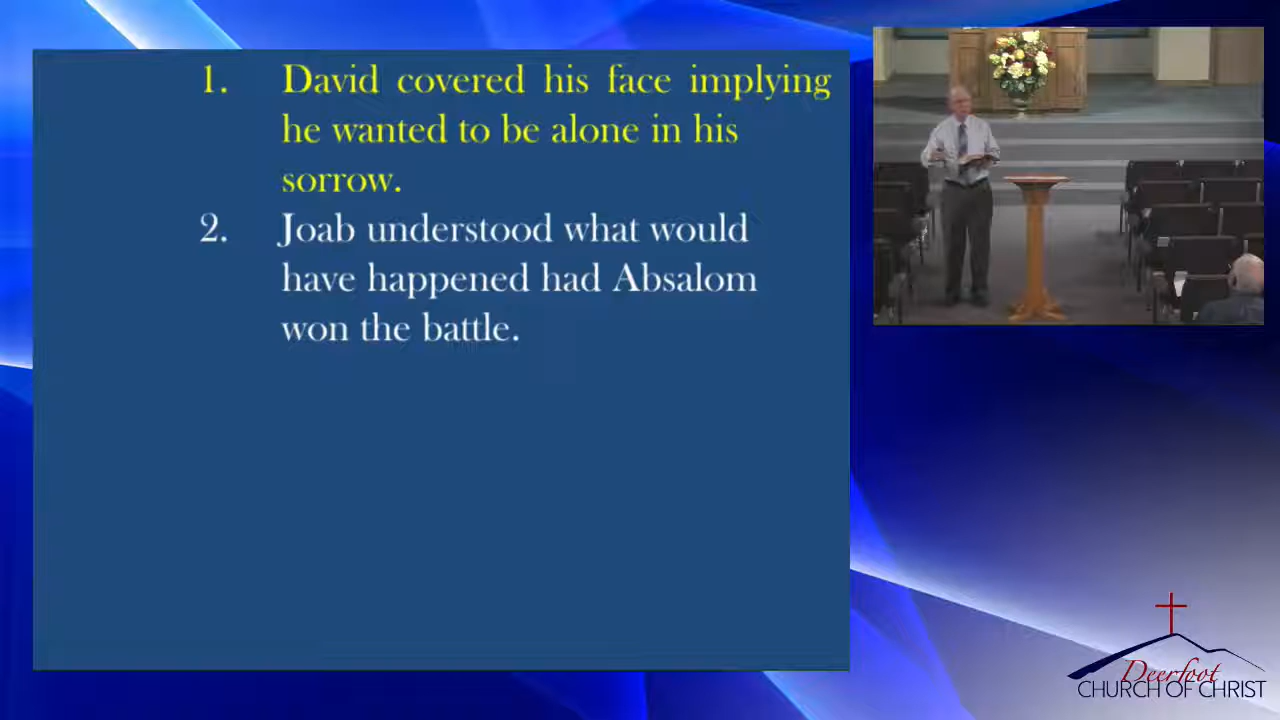 1. David covered his face implying
he wanted to be alone in his
sorrow.
2. Joab understood what would
have happened had Absalom
won the battle.
Deerfoot
CHURCH OF CHRIST